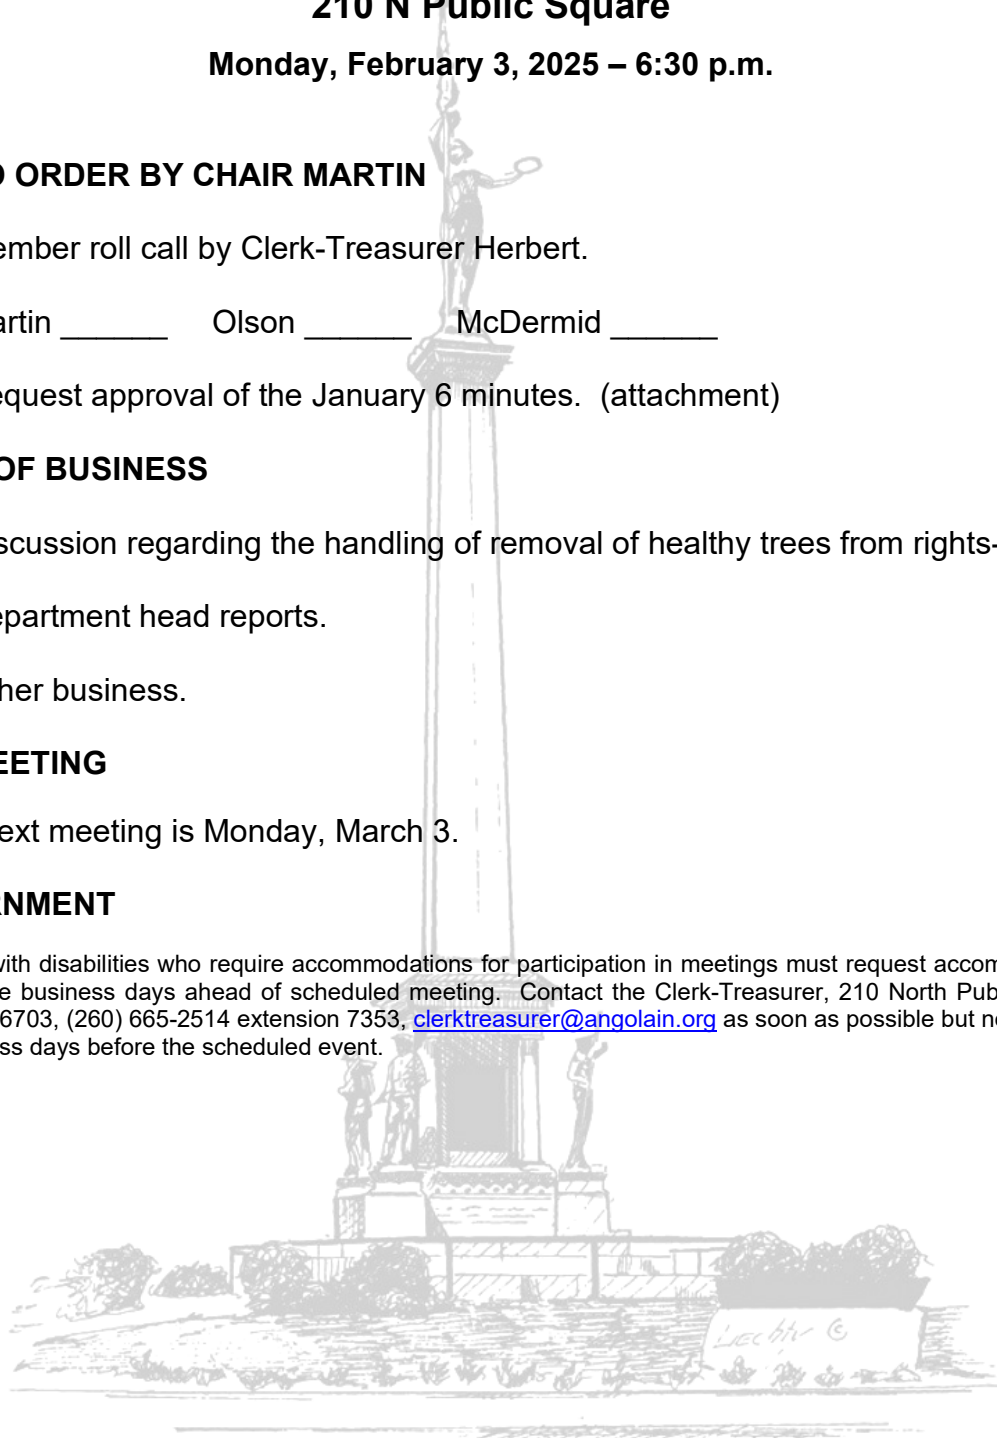 210 N Public Square
Monday, February 3, 2025 – 6:30 p.m.
O ORDER BY CHAIR MARTIN
ember roll call by Clerk-Treasurer Herbert.
artin ______ Olson ______ McDermid ______
equest approval of the January 6 minutes. (attachment)
OF BUSINESS
scussion regarding the handling of removal of healthy trees from rights-
epartment head reports.
her business.
EETING
ext meeting is Monday, March 3.
RNMENT
with disabilities who require accommodations for participation in meetings must request accom
e business days ahead of scheduled meeting. Contact the Clerk-Treasurer, 210 North Pub
6703, (260) 665-2514 extension 7353, clerktreasurer@angolain.org as soon as possible but n
ss days before the scheduled event.